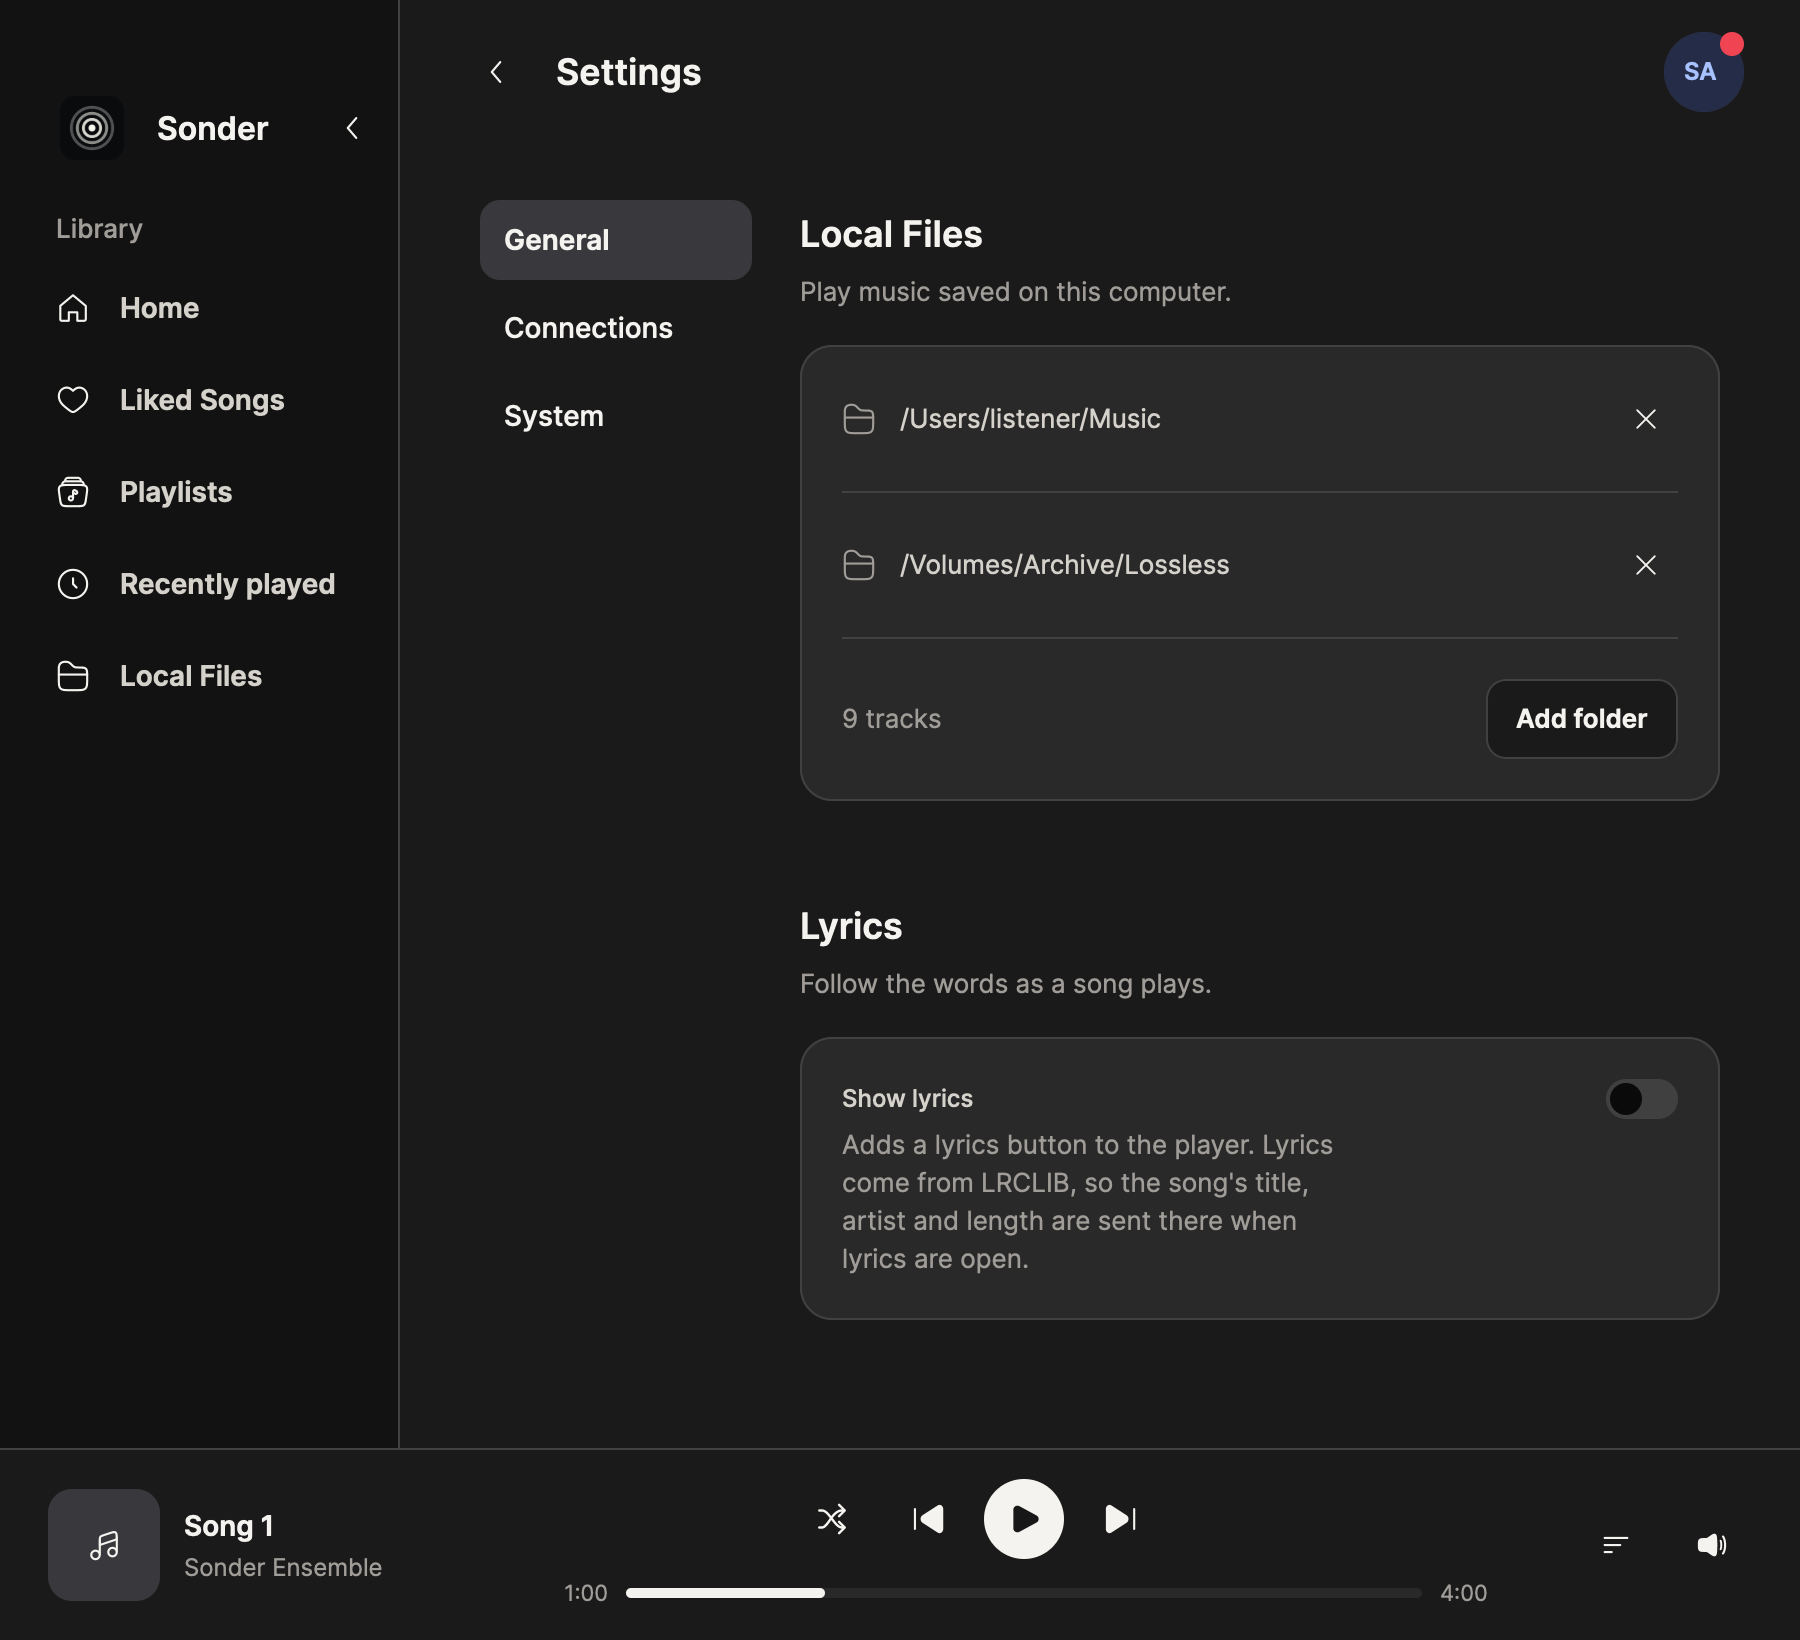 Sonder
Library
Home
Liked Songs
Playlists
Recently played
Local Files
Settings
SA
General
Connections
System
Local Files
Play music saved on this computer.
/Users/listener/Music
/Volumes/Archive/Lossless
9 tracks
Add folder
Lyrics
Follow the words as a song plays.
Show lyrics
Adds a lyrics button to the player. Lyrics
come from LRCLIB, so the song's title,
artist and length are sent there when
lyrics are open.
Song 1
Sonder Ensemble
1:00
4:00